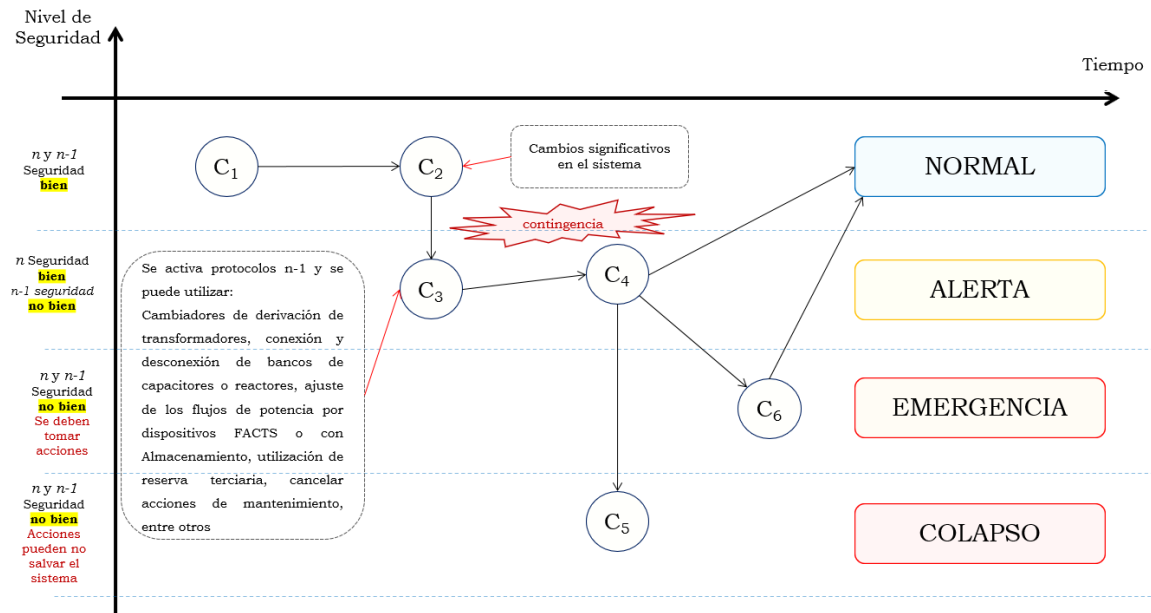 Nivel de
Seguridad
Tiempo
n y n-1
Seguridad
bien
C1
C2
Cambios significativos
en el sistema
NORMAL
contingencia
n Seguridad
bien
n-1 seguridad
no bien
Se activa protocolos n-1 y se
puede utilizar:
Cambiadores de derivación de
transformadores, conexión y
desconexión de bancos de
capacitores o reactores, ajuste
de los flujos de potencia por
dispositivos FACTS o con
Almacenamiento, utilización de
reserva terciaria, cancelar
acciones de mantenimiento,
entre otros
C3
C4
ALERTA
n y n-1
Seguridad
no bien
Se deben
tomar
acciones
C6
EMERGENCIA
n y n-1
Seguridad
no bien
Acciones
pueden no
salvar el
sistema
C5
COLAPSO